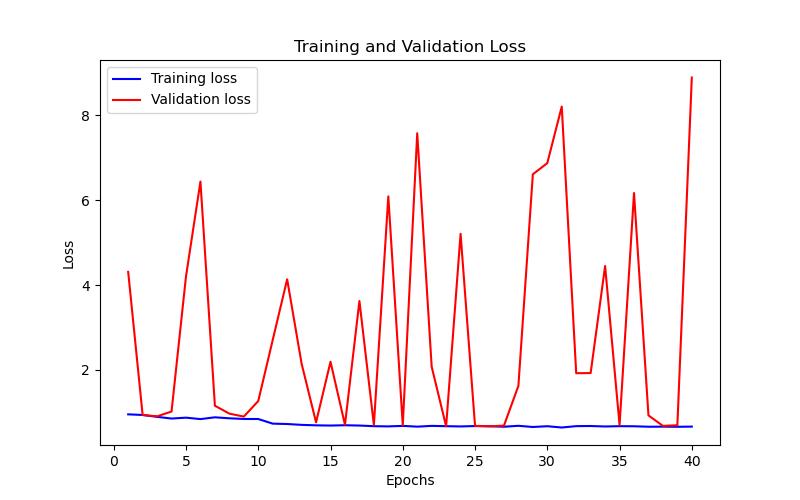 Training and Validation Loss
Training loss
Validation loss
8
6
4
2
Loss
0 5 10 15 20 25 30 35 40
Epochs